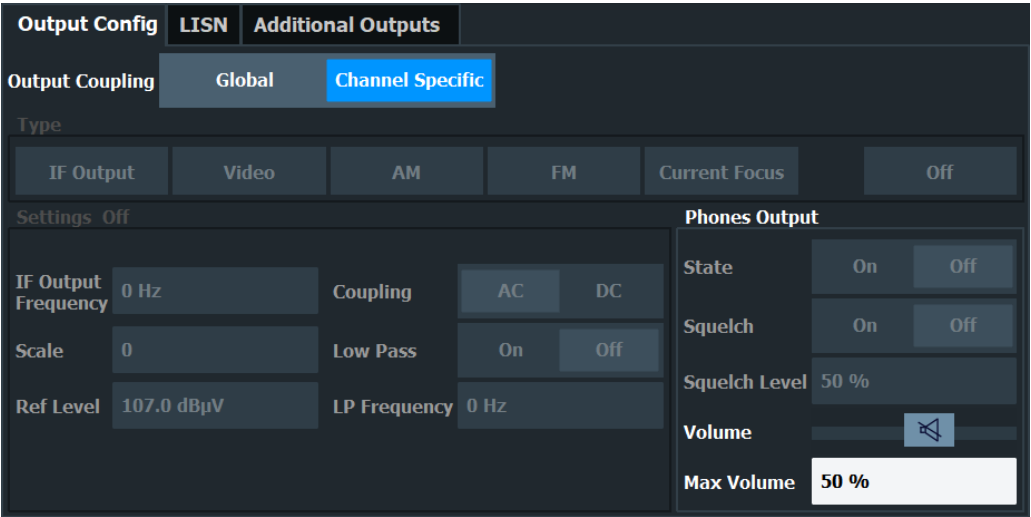 Output Config LISN Additional Outputs
Output Coupling Global Channel Specific
Type
IF Output Video AM FM Current Focus Off
Settings Off
IF Output Frequency 0 Hz Coupling AC DC
Scale 0 Low Pass On Off
Ref Level 107.0 dBµV LP Frequency 0 Hz
Phones Output
State On Off
Squelch On Off
Squelch Level 50 %
Volume
Max Volume 50 %